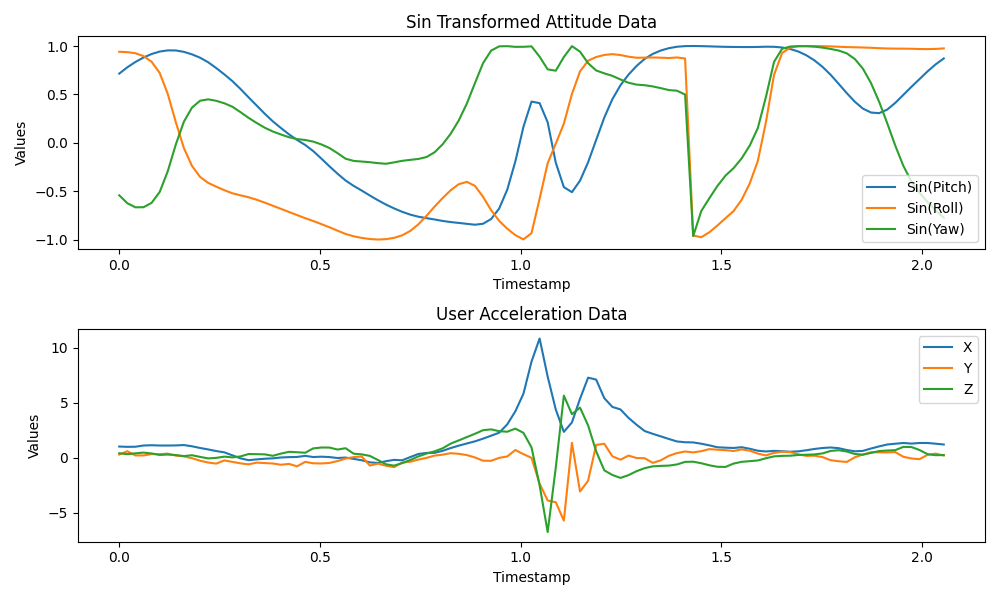 Sin Transformed Attitude Data
Values
1.0
0.5
0.0
−0.5
−1.0
Sin(Pitch)
Sin(Roll)
Sin(Yaw)
0.0 0.5 1.0 1.5 2.0
Timestamp
User Acceleration Data
Values
10
5
0
−5
X
Y
Z
0.0 0.5 1.0 1.5 2.0
Timestamp